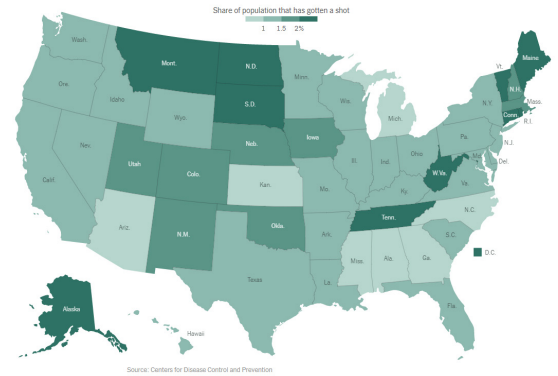 Share of population that has gotten a shot
1 1.5 2%
Wash.
Mont.
N.D.
Minn.
Vt.
Maine
Ore.
Idaho
S.D.
Wis.
Mich.
N.Y.
N.H.
Mass.
Wyo.
Iowa
Conn.
R.I.
Nev.
Neb.
Pa.
N.J.
Utah
Colo.
Ill.
Ind.
Ohio
Md.
Del.
Calif.
Kan.
Mo.
Ky.
W.Va.
Va.
Ariz.
N.M.
Okla.
Ark.
Tenn.
N.C.
Miss.
Ala.
Ga.
S.C.
Texas
La.
D.C.
Fla.
Alaska
Hawaii
Source: Centers for Disease Control and Prevention